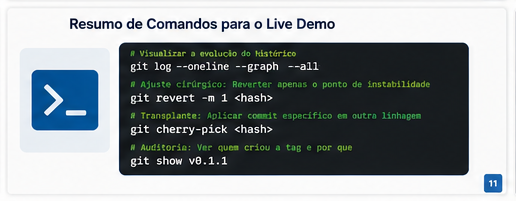 Resumo de Comandos para o Live Demo
# Visualizar a evolução do histórico
git log --oneline --graph --all
# Ajuste cirúrgico: Reverter apenas o ponto de instabilidade
git revert -m 1 <hash>
# Transplante: Aplicar commit específico em outra linhagem
git cherry-pick <hash>
# Auditoria: Ver quem criou a tag e por que
git show v0.1.1
11